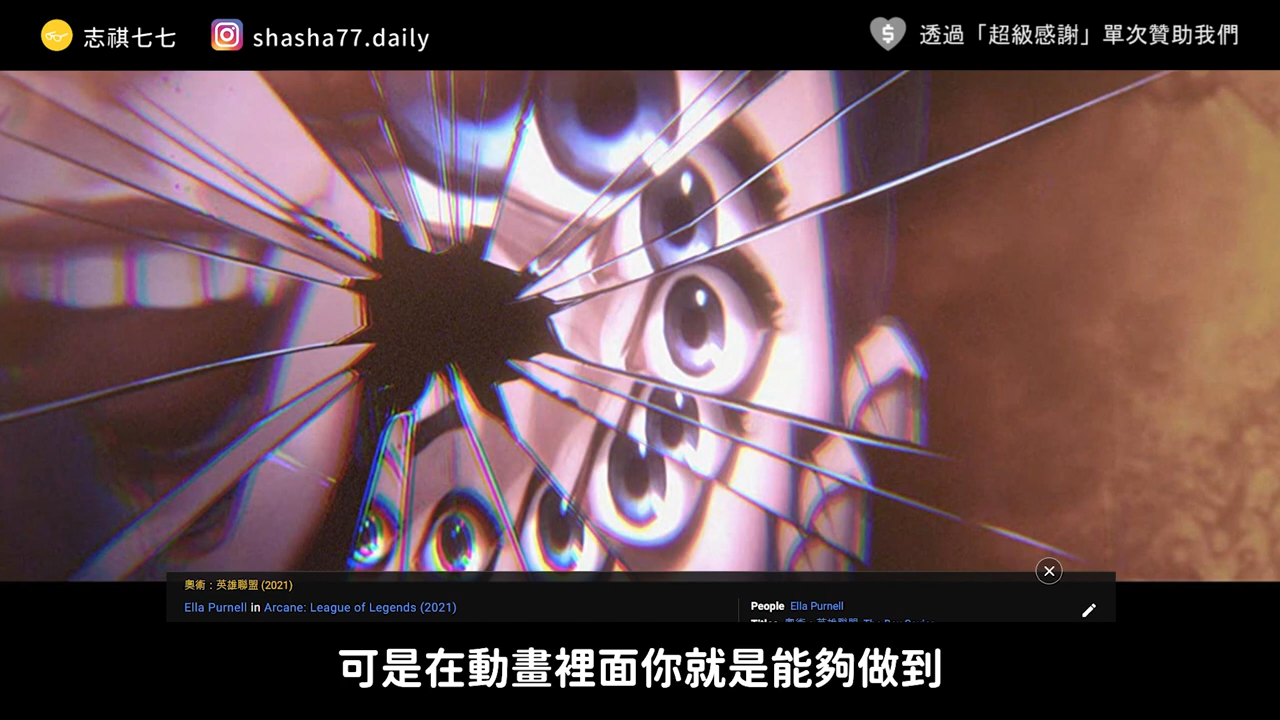 志祺七七
shasha77.daily
透過「超級感謝」單次贊助我們
奧術：英雄聯盟 (2021)
Ella Purnell in Arcane: League of Legends (2021)
People Ella Purnell
可是在動畫裡面你就是能夠做到